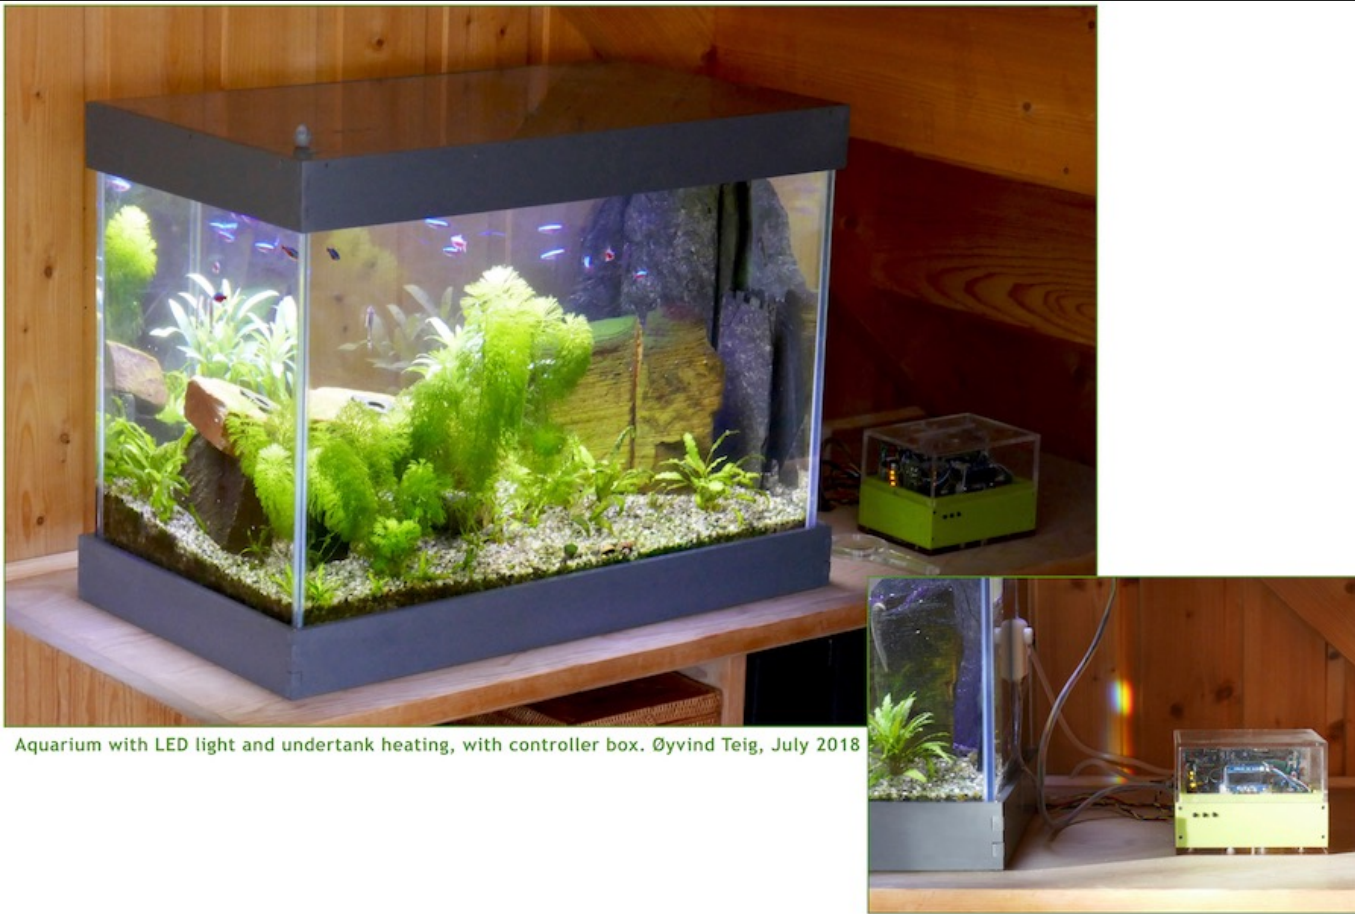 Aquarium with LED light and undertank heating, with controller box. Øyvind Teig, July 2018